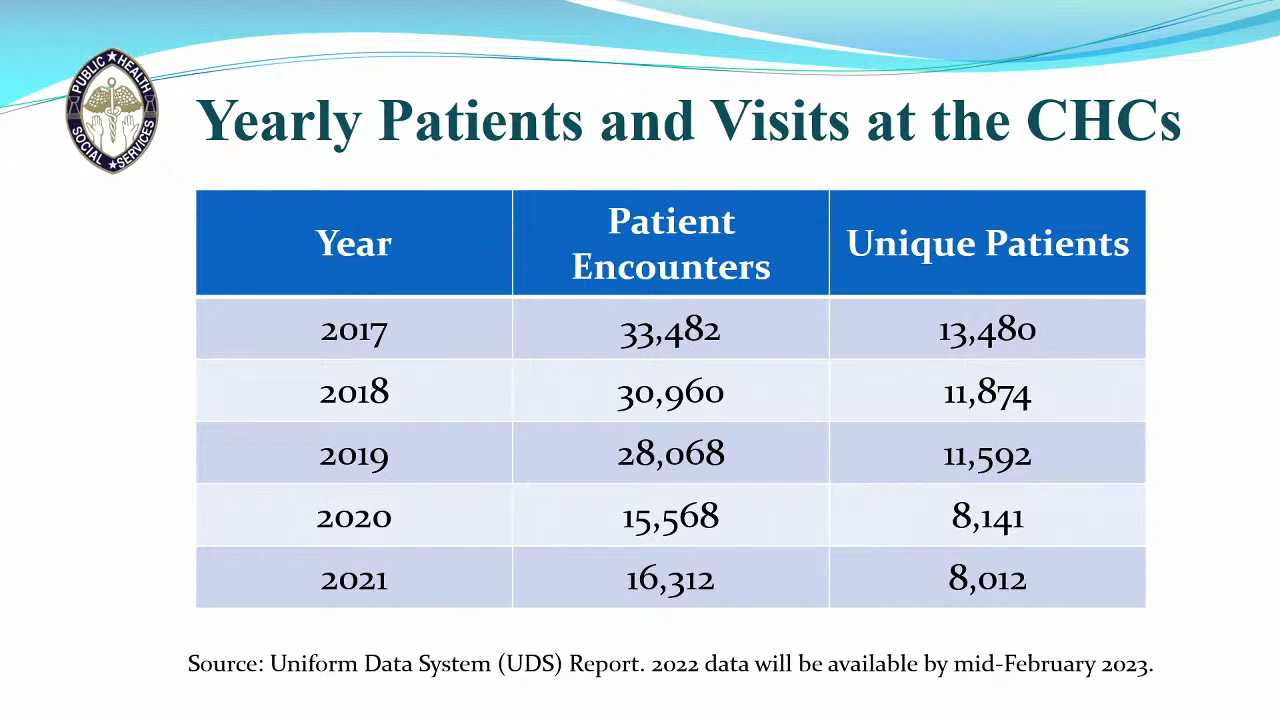 PUBLIC HEALTH
SOCIAL SERVICES
Yearly Patients and Visits at the CHCs
Year
Patient
Encounters
Unique Patients
2017 33,482 13,480
2018 30,960 11,874
2019 28,068 11,592
2020 15,568 8,141
2021 16,312 8,012
Source: Uniform Data System (UDS) Report. 2022 data will be available by mid-February 2023.